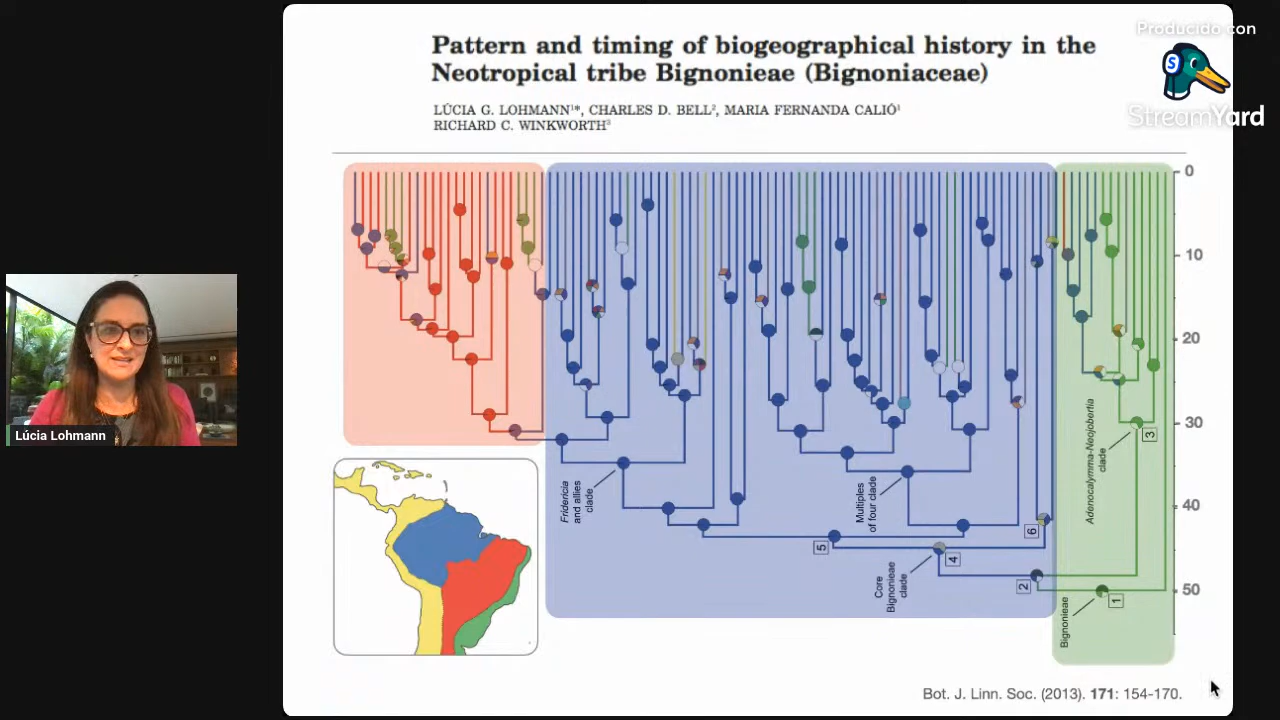 Producido con
StreamYard
Pattern and timing of biogeographical history in the
Neotropical tribe Bignonieae (Bignoniaceae)
LÚCIA G. LOHMANN¹*, CHARLES D. BELL², MARIA FERNANDA CALIÓ¹
RICHARD C. WINKWORTH³
0
10
20
30
40
50
Fridericia
and allies
clade
Multiples
of four clade
Core
Bignonieae
clade
Adenocalymma-Neojobertia
clade
Bignonieae
1
2
3
4
5
6
Lúcia Lohmann
Bot. J. Linn. Soc. (2013). 171: 154-170.